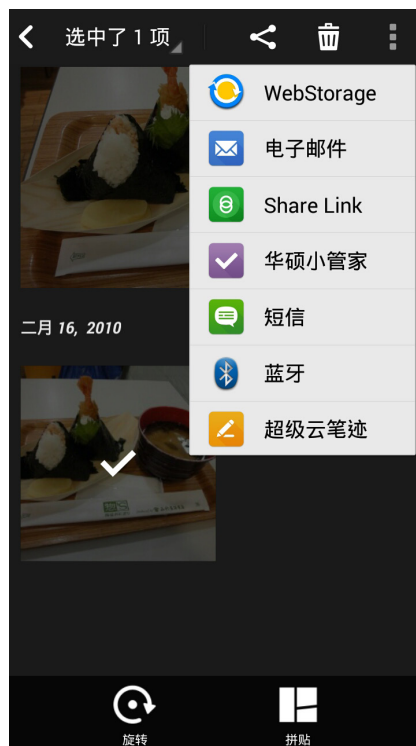 选中了 1 项
WebStorage
电子邮件
Share Link
华硕小管家
二月 16, 2010
短信
蓝牙
超级云笔迹
旋转
拼贴